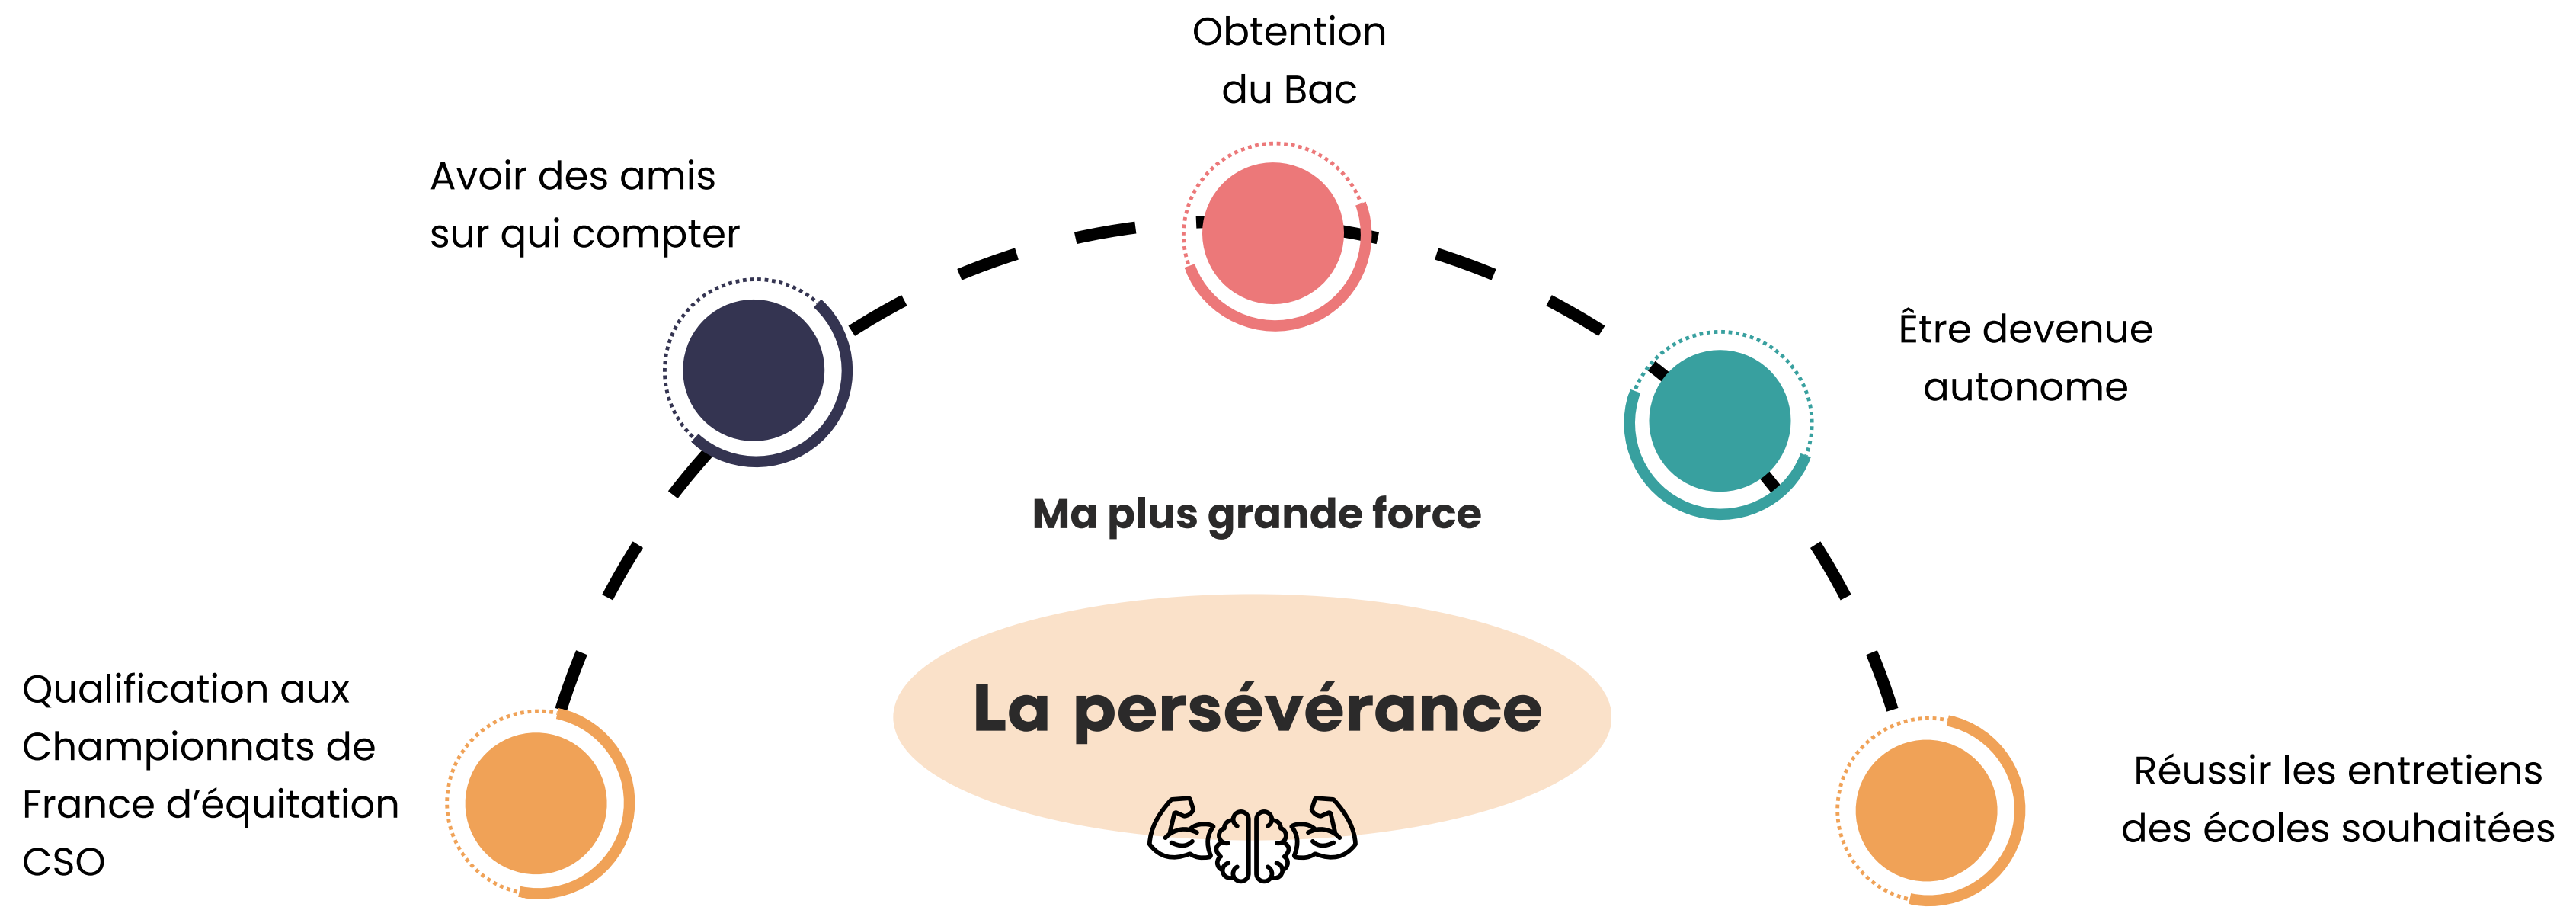 Obtention
du Bac
Avoir des amis
sur qui compter
Être devenue
autonome
Ma plus grande force
La persévérance
Qualification aux
Championnats de
France d’équitation
CSO
Réussir les entretiens
des écoles souhaitées